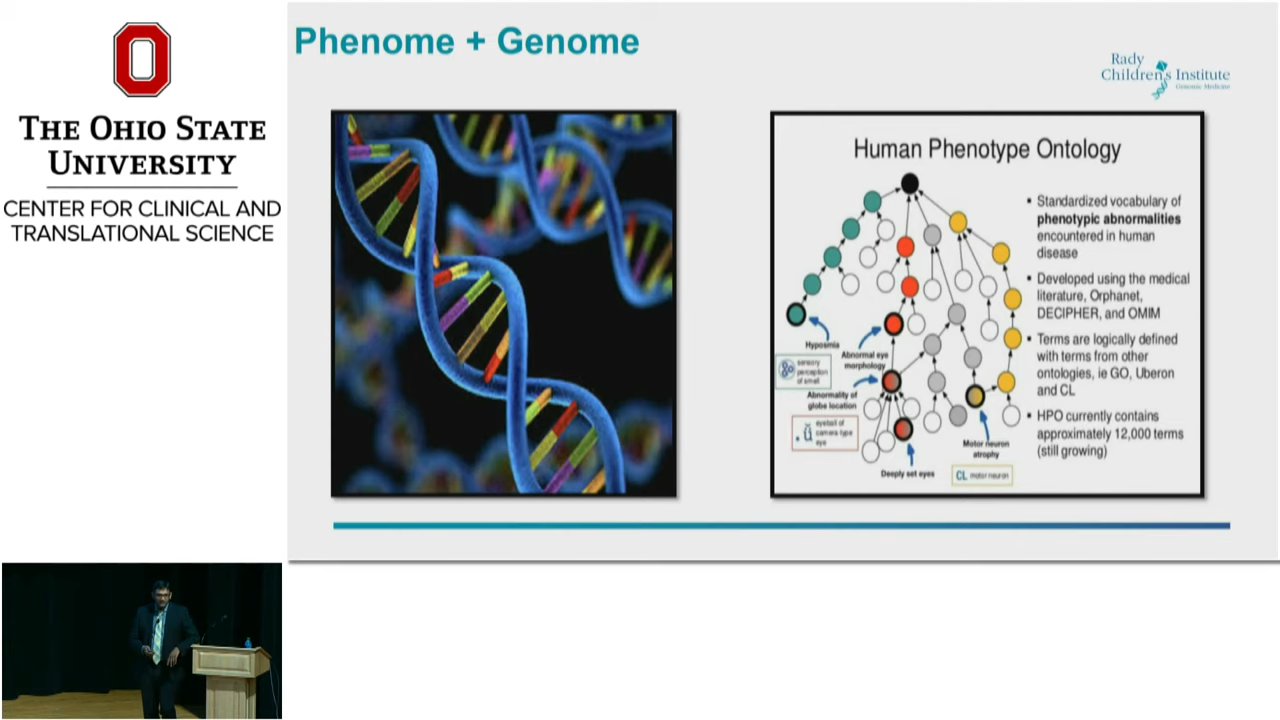 THE OHIO STATE
UNIVERSITY
CENTER FOR CLINICAL AND
TRANSLATIONAL SCIENCE
Phenome + Genome
Rady
Children's Institute
Genomic Medicine
Human Phenotype Ontology
Hyposmia
sensory
perception
of smell
Abnormal eye
morphology
Abnormality of
globe location
eyeball of
camera type
eye
Deeply set eyes
Motor neuron
atrophy
CL motor neuron
▪ Standardized vocabulary of
phenotypic abnormalities
encountered in human
disease
▪ Developed using the medical
literature, Orphanet,
DECIPHER, and OMIM
▪ Terms are logically defined
with terms from other
ontologies, ie GO, Uberon
and CL
▪ HPO currently contains
approximately 12,000 terms
(still growing)